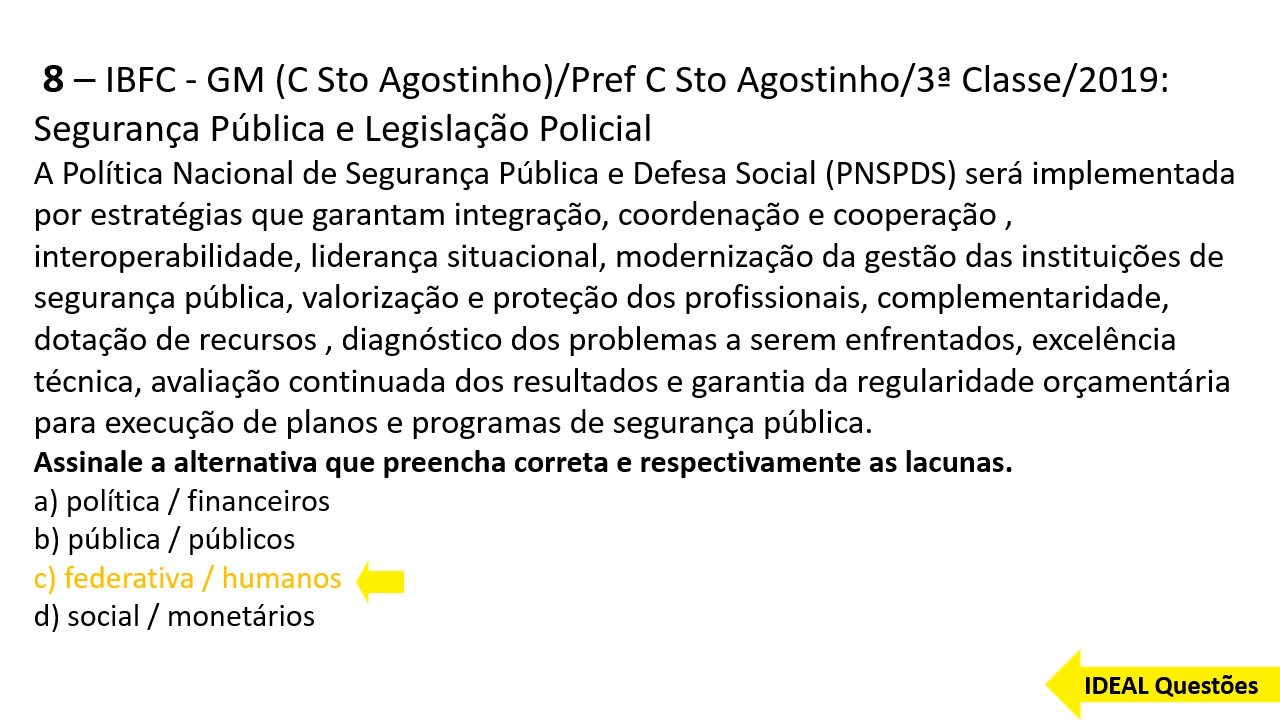 8 – IBFC - GM (C Sto Agostinho)/Pref C Sto Agostinho/3ª Classe/2019:
Segurança Pública e Legislação Policial
A Política Nacional de Segurança Pública e Defesa Social (PNSPDS) será implementada
por estratégias que garantam integração, coordenação e cooperação ,
interoperabilidade, liderança situacional, modernização da gestão das instituições de
segurança pública, valorização e proteção dos profissionais, complementaridade,
dotação de recursos , diagnóstico dos problemas a serem enfrentados, excelência
técnica, avaliação continuada dos resultados e garantia da regularidade orçamentária
para execução de planos e programas de segurança pública.
Assinale a alternativa que preencha correta e respectivamente as lacunas.
a) política / financeiros
b) pública / públicos
c) federativa / humanos
d) social / monetários
IDEAL Questões